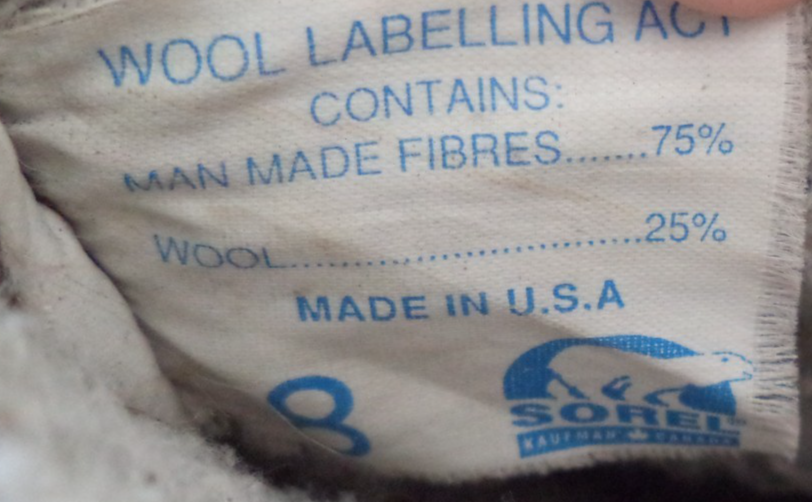 WOOL LABELLING ACT
CONTAINS:
MAN MADE FIBRES.......75%
WOOL..............................25%
MADE IN U.S.A
8
SOREL
KAUFMAN CANADA